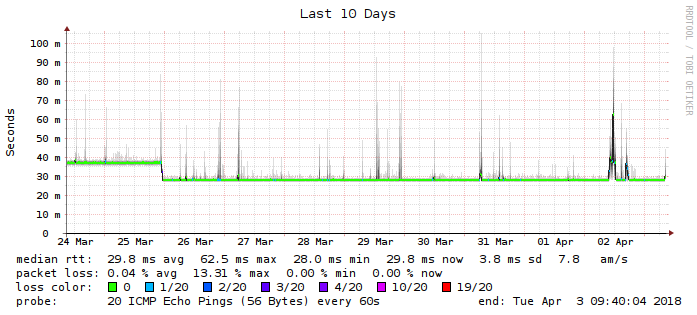 Last 10 Days
RRDTOOL / TOBI OETIKER
Seconds
100 m
90 m
80 m
70 m
60 m
50 m
40 m
30 m
20 m
10 m
0
24 Mar 25 Mar 26 Mar 27 Mar 28 Mar 29 Mar 30 Mar 31 Mar 01 Apr 02 Apr
median rtt: 29.8 ms avg 62.5 ms max 28.0 ms min 29.8 ms now 3.8 ms sd 7.8 am/s
packet loss: 0.04 % avg 13.31 % max 0.00 % min 0.00 % now
loss color: 0 1/20 2/20 3/20 4/20 10/20 19/20
probe: 20 ICMP Echo Pings (56 Bytes) every 60s end: Tue Apr 3 09:40:04 2018